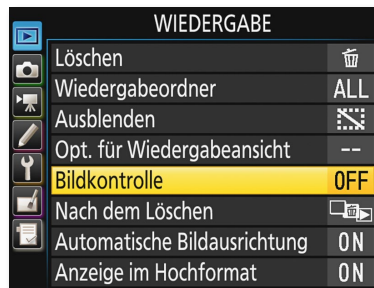 WIEDERGABE
Löschen
Wiedergabeordner ALL
Ausblenden
Opt. für Wiedergabeansicht --
Bildkontrolle OFF
Nach dem Löschen
Automatische Bildausrichtung ON
Anzeige im Hochformat ON